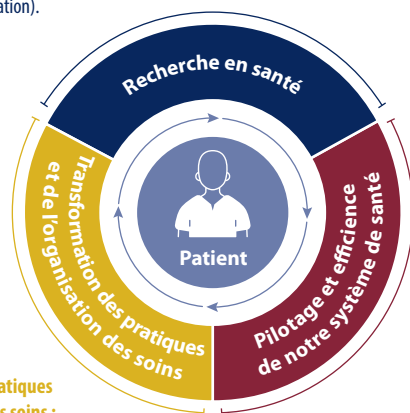 ation).
Recherche en santé
Transformation des pratiques
et de l'organisation des soins
Patient
Pilotage et efficience
de notre système de santé
atiques
s soins :